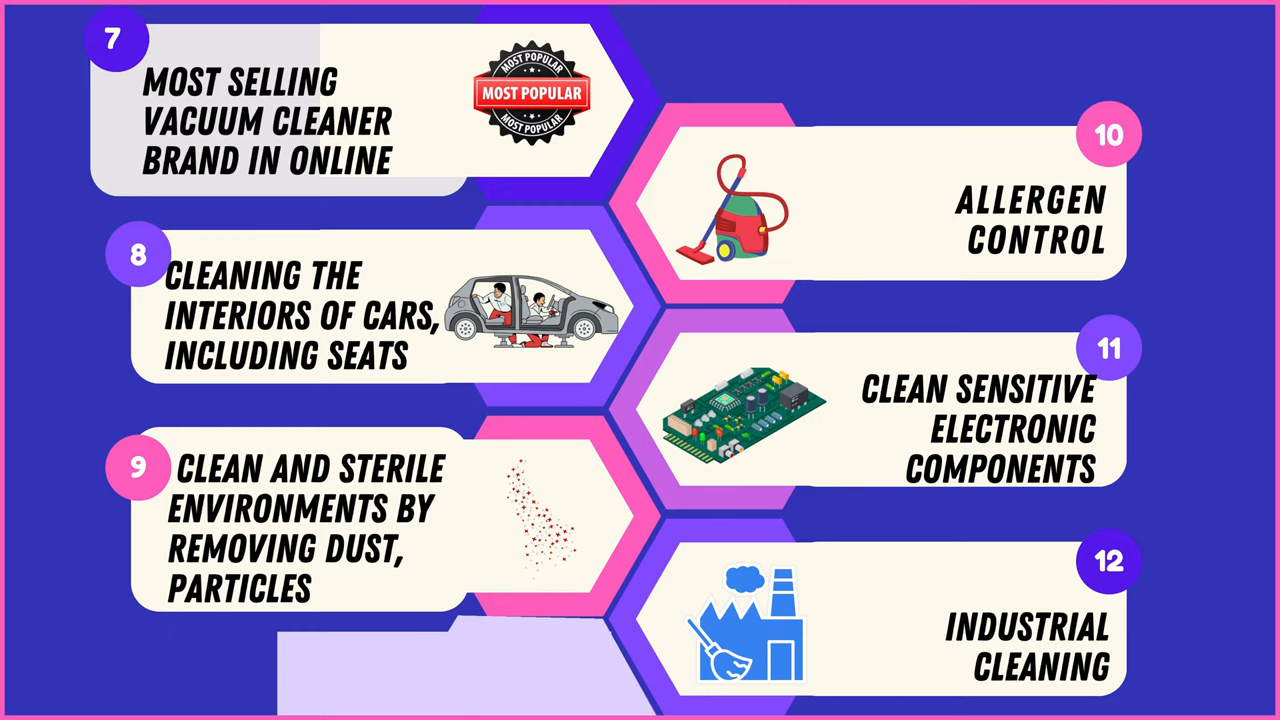 7
MOST SELLING
VACUUM CLEANER
BRAND IN ONLINE
MOST POPULAR
MOST POPULAR
MOST POPULAR
8
CLEANING THE
INTERIORS OF CARS,
INCLUDING SEATS
9
CLEAN AND STERILE
ENVIRONMENTS BY
REMOVING DUST,
PARTICLES
10
ALLERGEN
CONTROL
11
CLEAN SENSITIVE
ELECTRONIC
COMPONENTS
12
INDUSTRIAL
CLEANING